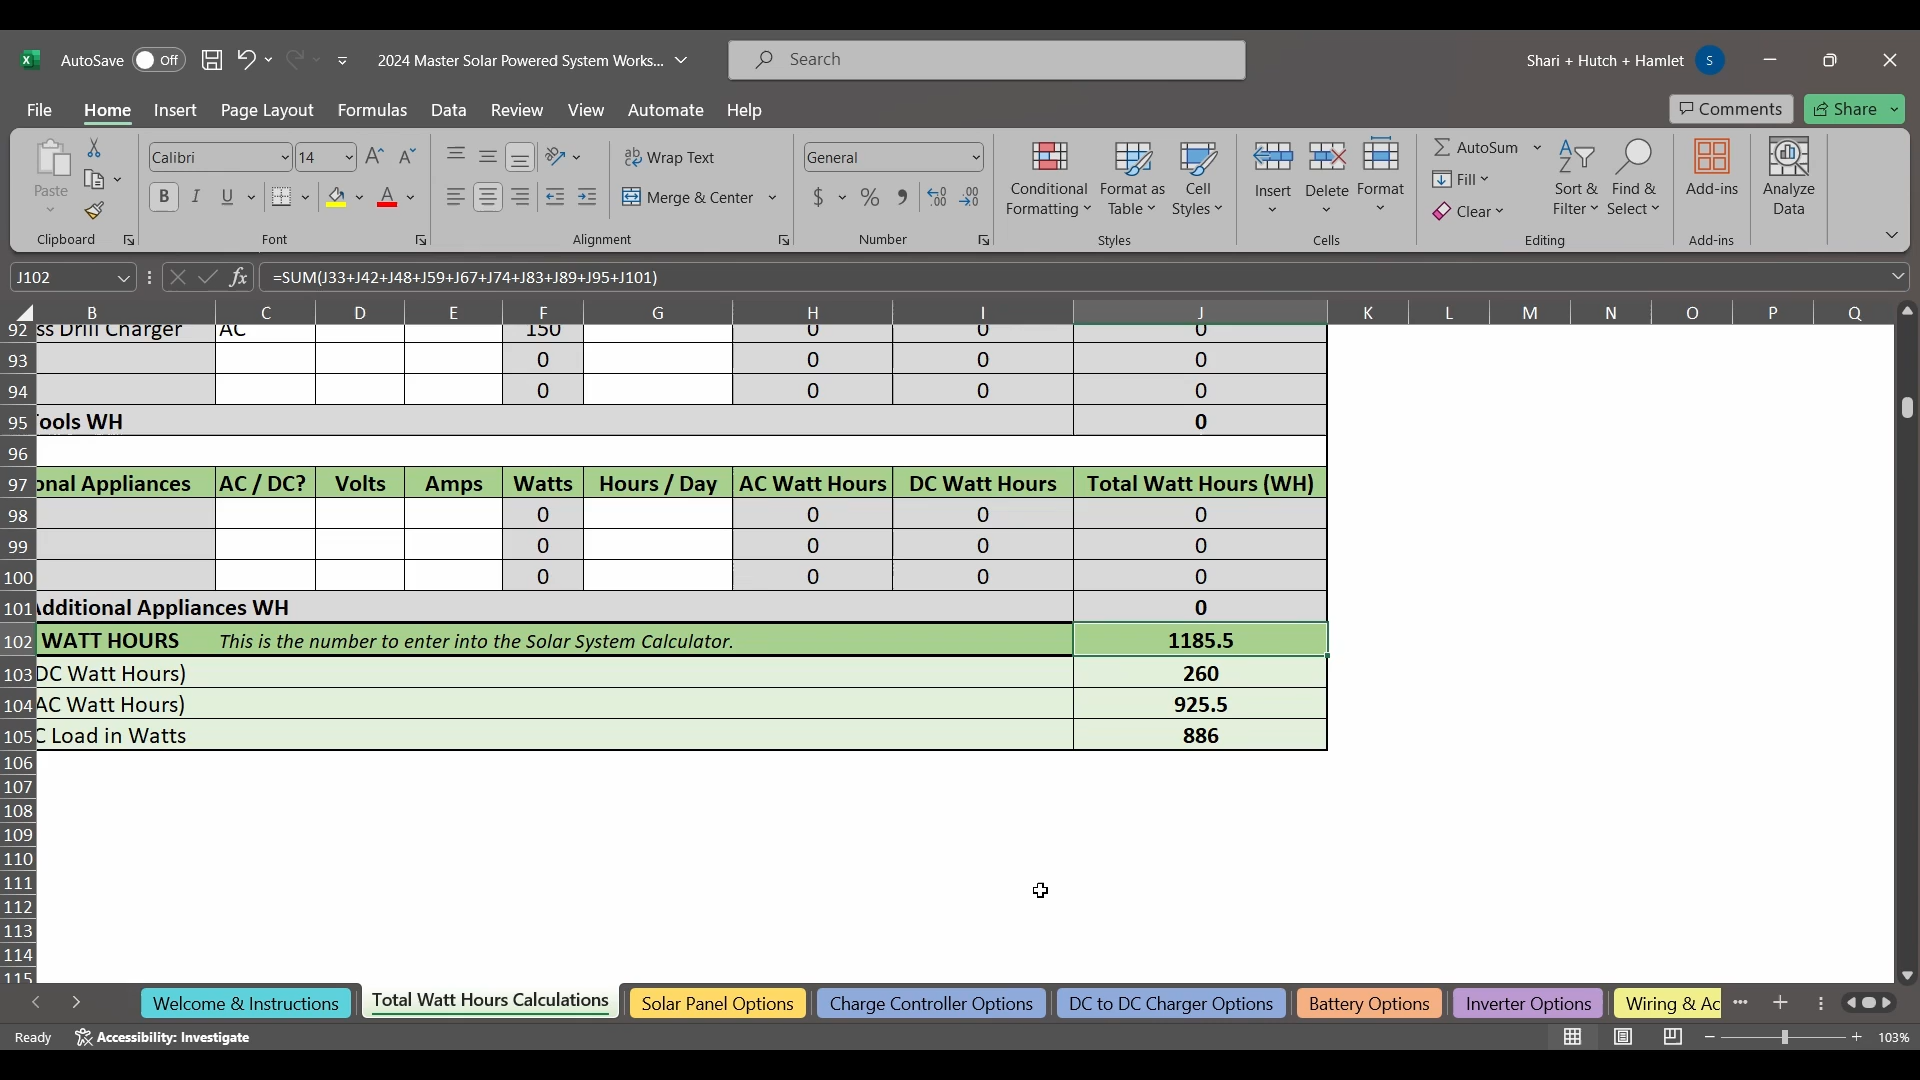 AutoSave Off 2024 Master Solar Powered System Works... Search Shari + Hutch + Hamlet S
File Home Insert Page Layout Formulas Data Review View Automate Help Comments Share
Paste Calibri 14 Wrap Text General Conditional Formatting Format as Table Cell Styles Insert Delete Format AutoSum Fill Clear Sort & Filter Find & Select Add-ins Analyze Data
B I U A Merge & Center $ %
Clipboard Font Alignment Number Styles Cells Editing Add-ins
J102 fx =SUM(J33+J42+J48+J59+J67+J74+J83+J89+J95+J101)
B C D E F G H I J K L M N O P Q
92 ss Drill Charger AC 150 0 0 0
93 0 0 0 0
94 0 0 0 0
95 ools WH 0
96
97 onal Appliances AC / DC? Volts Amps Watts Hours / Day AC Watt Hours DC Watt Hours Total Watt Hours (WH)
98 0 0 0 0
99 0 0 0 0
100 0 0 0 0
101 Additional Appliances WH 0
102 WATT HOURS This is the number to enter into the Solar System Calculator. 1185.5
103 DC Watt Hours) 260
104 AC Watt Hours) 925.5
105 C Load in Watts 886
106
107
108
109
110
111
112
113
114
115
Welcome & Instructions Total Watt Hours Calculations Solar Panel Options Charge Controller Options DC to DC Charger Options Battery Options Inverter Options Wiring & Ac
Ready Accessibility: Investigate 103%